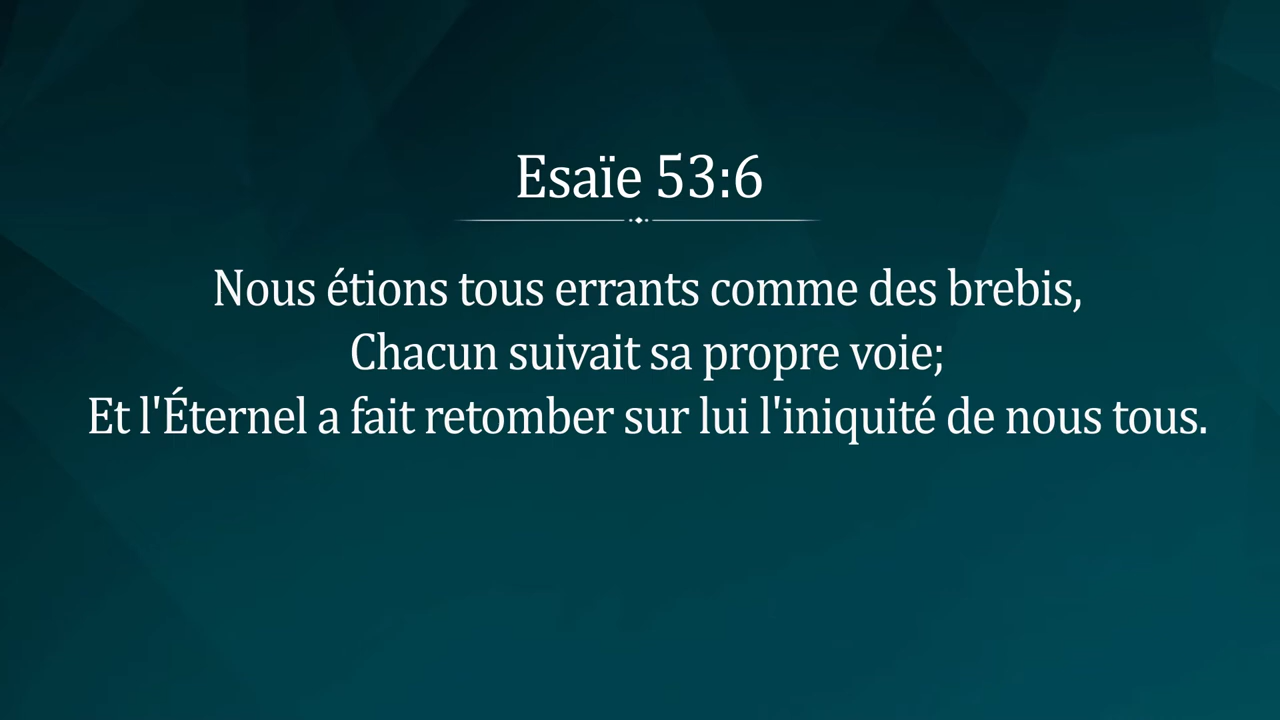 Esaïe 53:6
Nous étions tous errants comme des brebis,
Chacun suivait sa propre voie;
Et l'Éternel a fait retomber sur lui l'iniquité de nous tous.